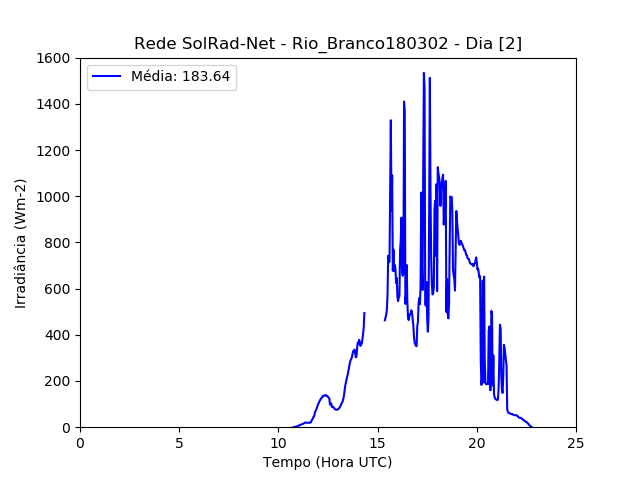 Rede SolRad-Net - Rio_Branco180302 - Dia [2]
Média: 183.64
1600
1400
1200
1000
800
600
400
200
0
Irradiância (Wm-2)
0 5 10 15 20 25
Tempo (Hora UTC)